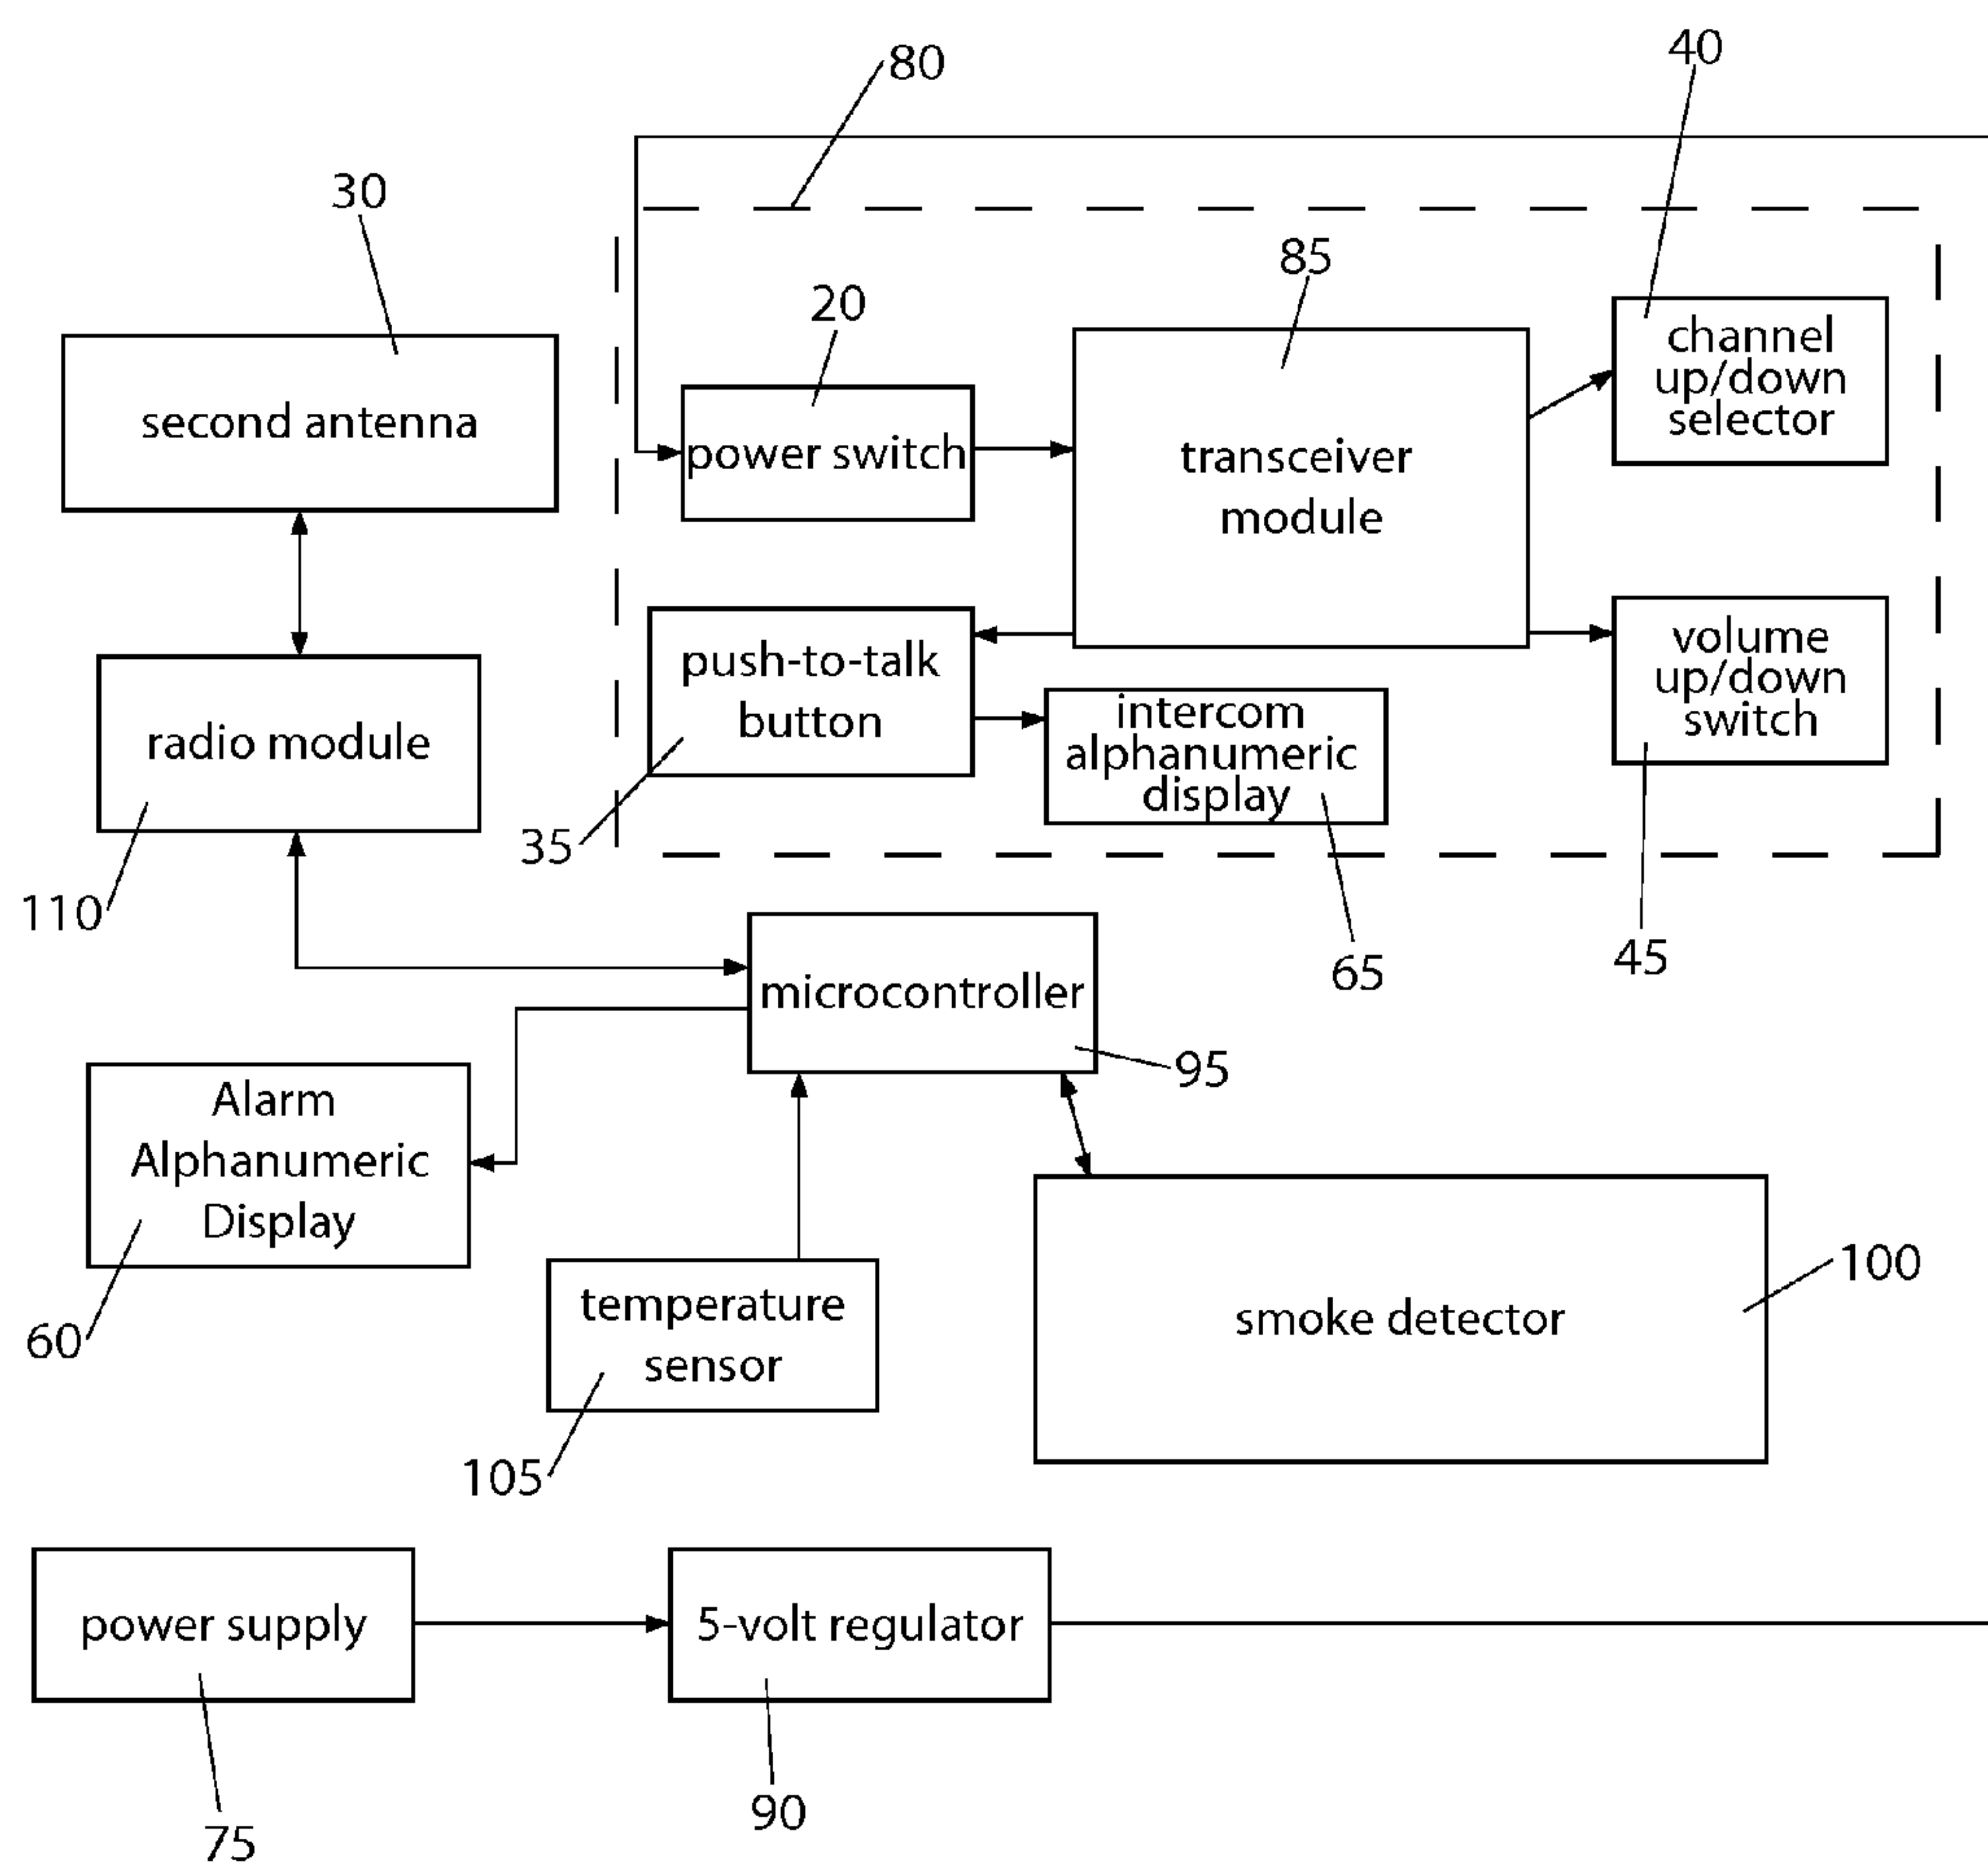 40
80
30
85
20
channel
up/down
selector
second antenna
power switch
transceiver
module
push-to-talk
button
volume
up/down
switch
intercom
alphanumeric
display
radio module
35
110
45
65
microcontroller
95
Alarm
Alphanumeric
Display
100
temperature
sensor
smoke detector
60
105
power supply
5-volt regulator
90
75